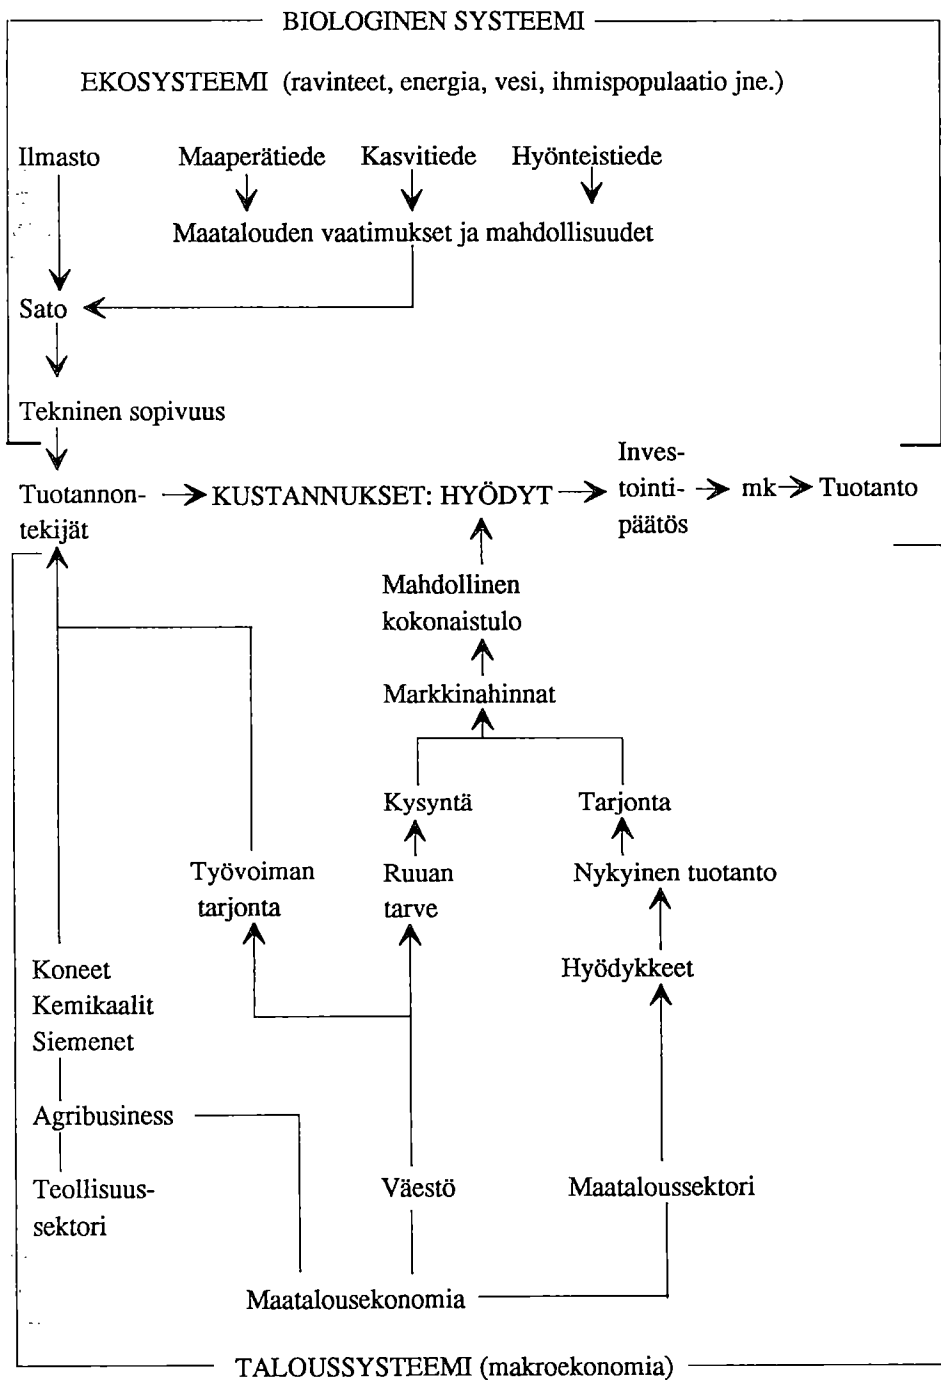 BIOLOGINEN SYSTEEMI
EKOSYSTEEMI (ravinteet, energia, vesi, ihmispopulaatio jne.)
Ilmasto Maaperätiede Kasvitiede Hyönteistiede
Maatalouden vaatimukset ja mahdollisuudet
Sato
Tekninen sopivuus
Tuotannon-
tekijät
KUSTANNUKSET: HYÖDYT
Inves-
tointi-
päätös
mk
Tuotanto
Mahdollinen
kokonaistulo
Markkinahinnat
Kysyntä Tarjonta
Työvoiman
tarjonta
Ruuan
tarve
Nykyinen tuotanto
Hyödykkeet
Koneet
Kemikaalit
Siemenet
Agribusiness
Teollisuus-
sektori
Väestö
Maataloussektori
Maatalousekonomia
TALOUSSYSTEEMI (makroekonomia)